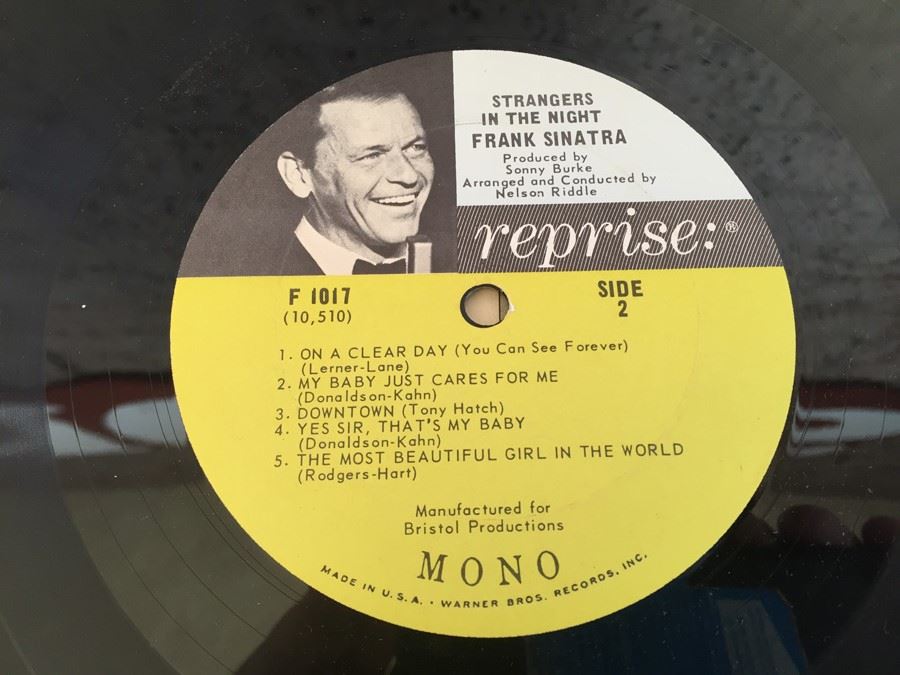 STRANGERS
IN THE NIGHT
FRANK SINATRA
Produced by
Sonny Burke
Arranged and Conducted by
Nelson Riddle
reprise:®
F 1017
(10,510)
SIDE
2
1. ON A CLEAR DAY (You Can See Forever)
(Lerner-Lane)
2. MY BABY JUST CARES FOR ME
(Donaldson-Kahn)
3. DOWNTOWN (Tony Hatch)
4. YES SIR, THAT'S MY BABY
(Donaldson-Kahn)
5. THE MOST BEAUTIFUL GIRL IN THE WORLD
(Rodgers-Hart)
Manufactured for
Bristol Productions
MONO
MADE IN U.S.A. • WARNER BROS. RECORDS, INC.